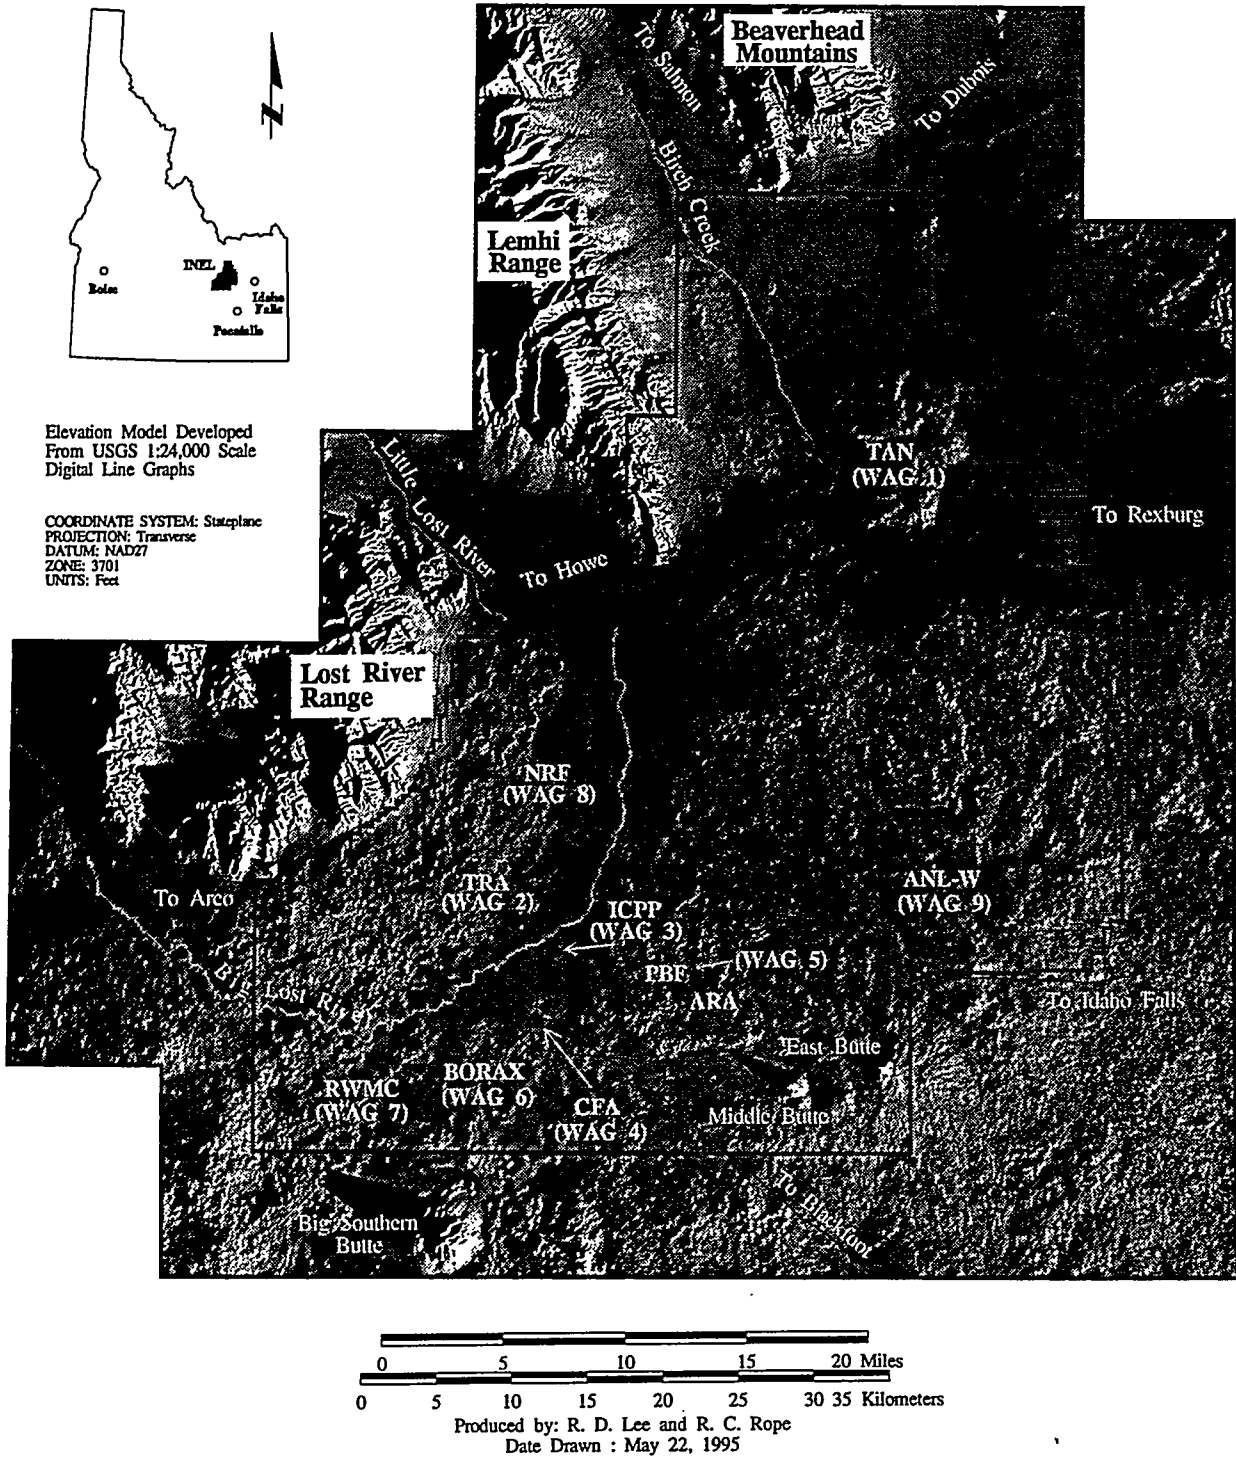 Beaverhead
Mountains
To Salmon
To Dubois
Birch Creek
Z
Lemhi
Range
INEL
Boise
Idaho
Falls
Pocatello
Elevation Model Developed
From USGS 1:24,000 Scale
Digital Line Graphs
COORDINATE SYSTEM: Stateplane
PROJECTION: Transverse
DATUM: NAD27
ZONE: 3701
UNITS: Feet
TAN
(WAG 1)
To Rexburg
Little Lost River
To Howe
Lost River
Range
NRF
(WAG 8)
TRA
(WAG 2)
To Arco
ICPP
(WAG 3)
ANL-W
(WAG 9)
PBF
(WAG 5)
ARA
B
Lost River
To Idaho Falls
East Butte
Middle Butte
RWMC
(WAG 7)
BORAX
(WAG 6)
CFA
(WAG 4)
To Blackfoot
Big Southern
Butte
0 5 10 15 20 Miles
0 5 10 15 20 25 30 35 Kilometers
Produced by: R. D. Lee and R. C. Rope
Date Drawn : May 22, 1995